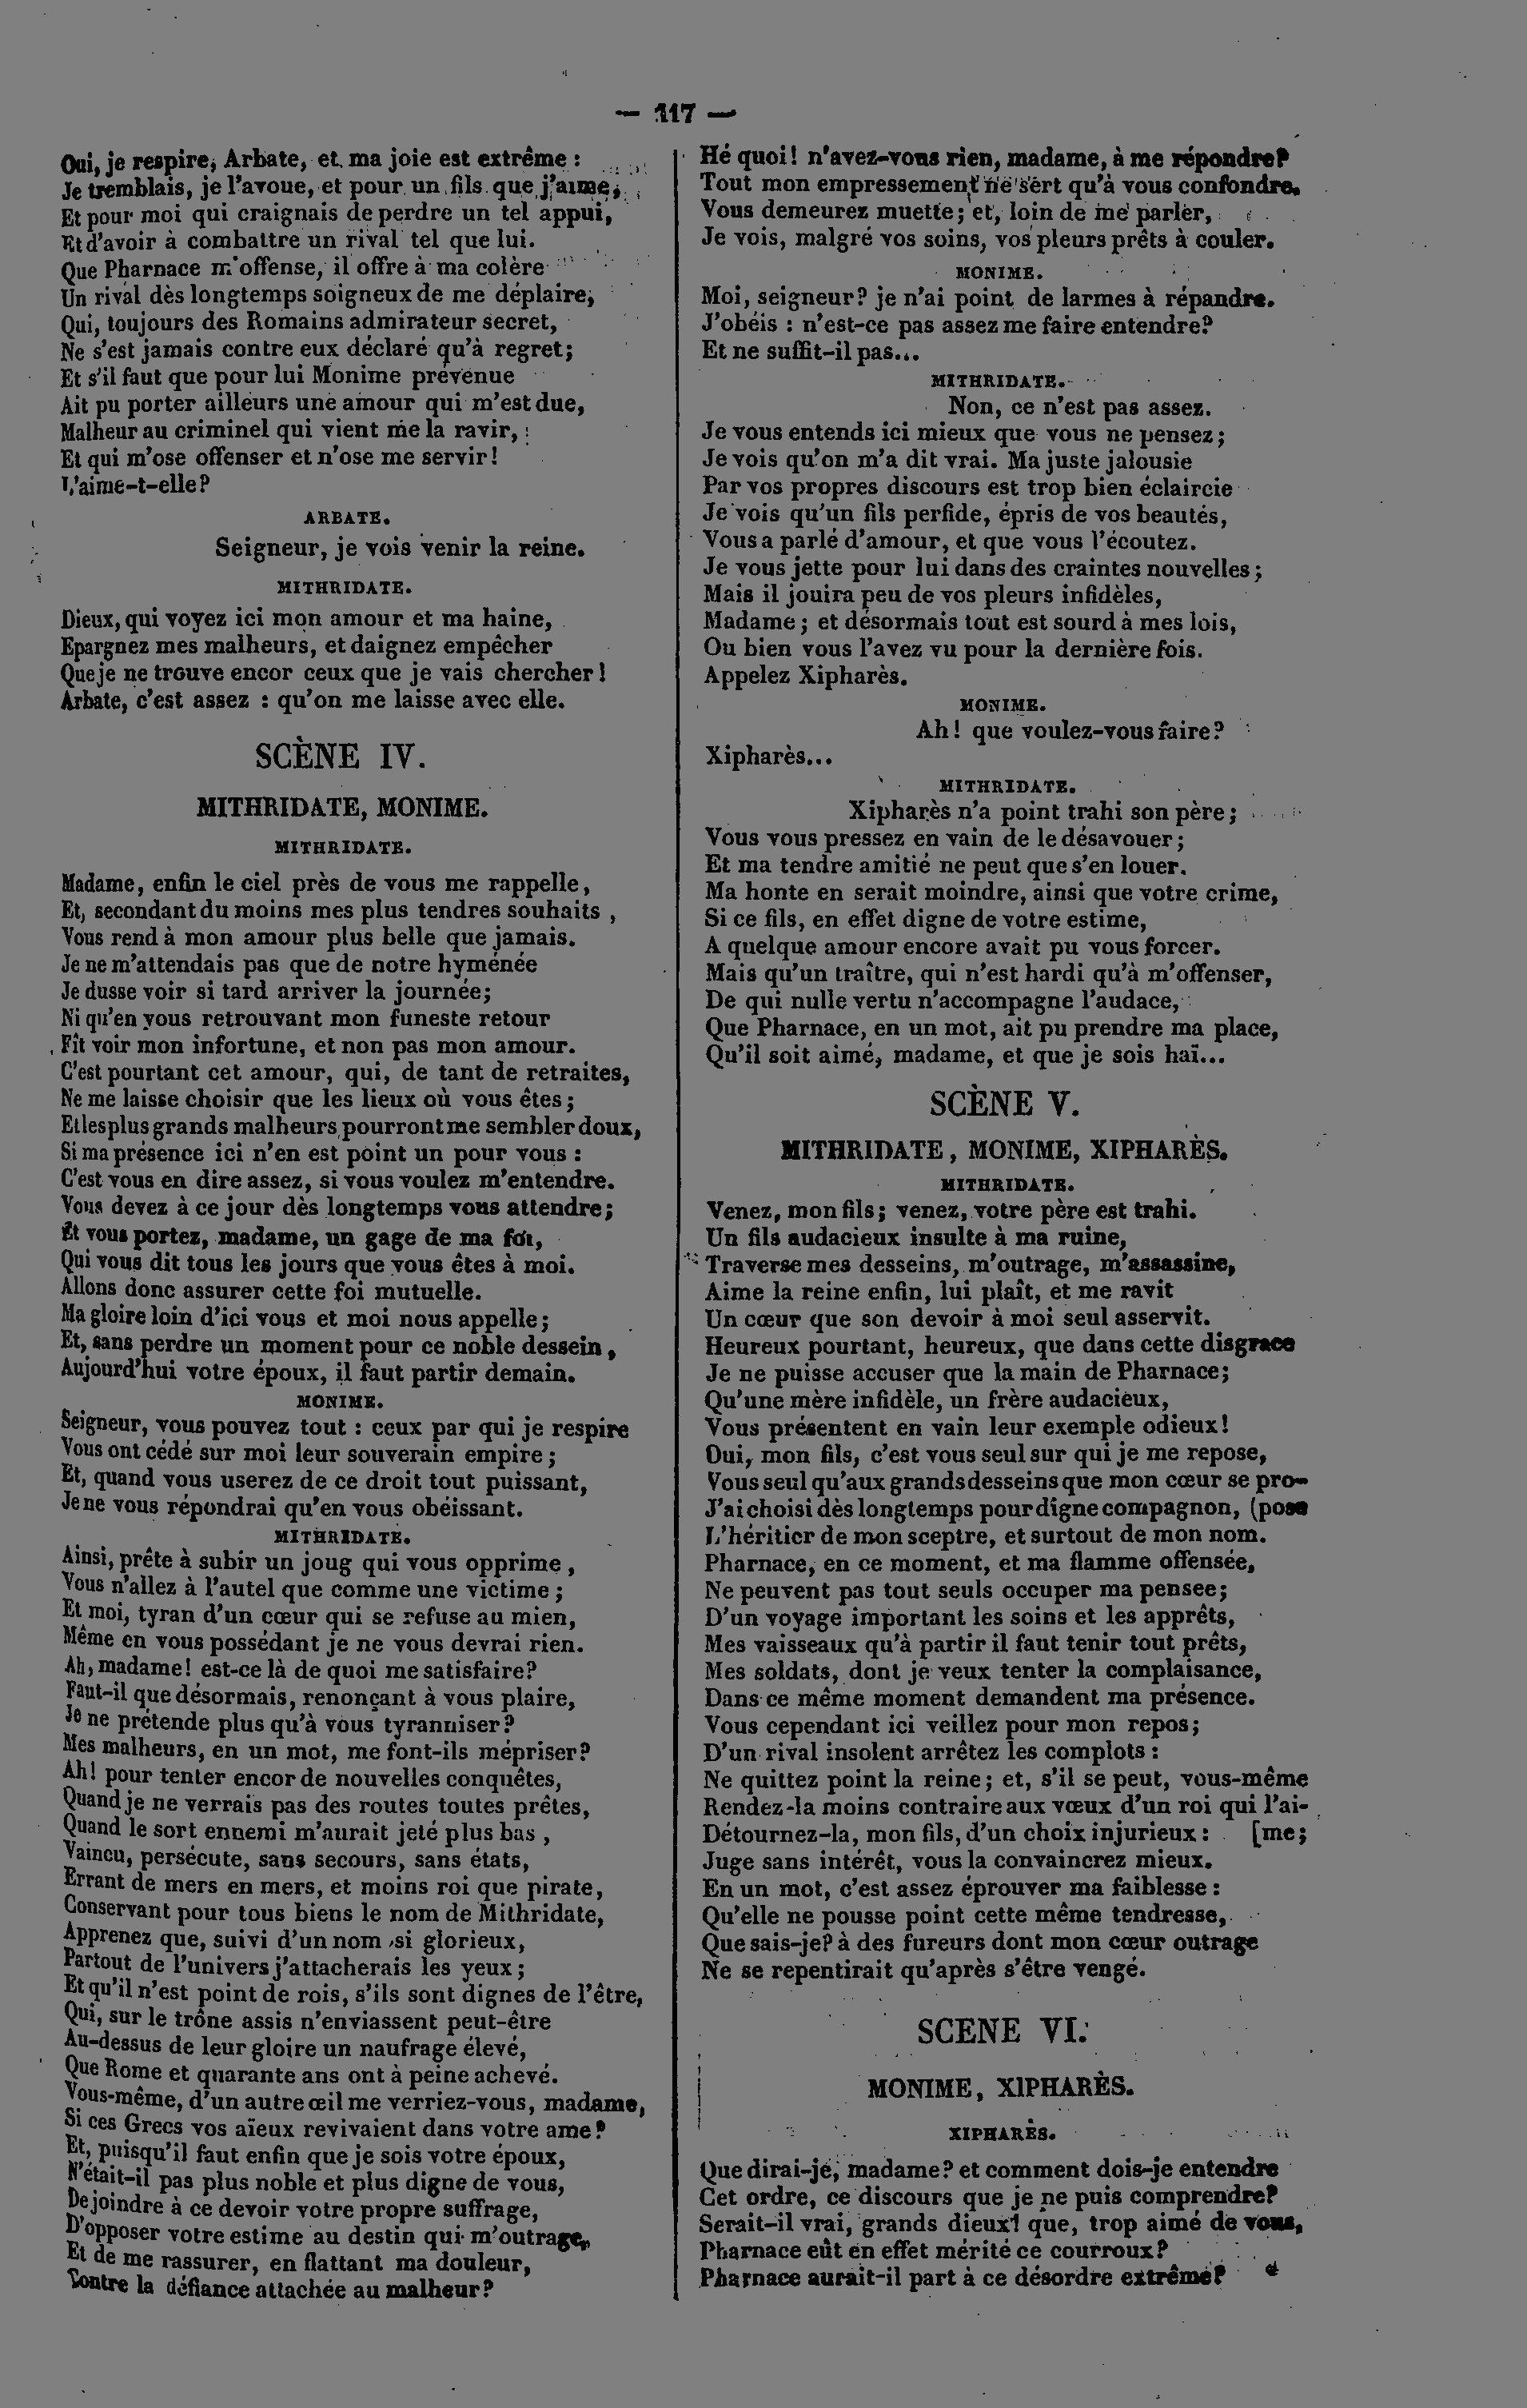 — 117 —
Oui, je respire, Arbate, et ma joie est extrême :
Je tremblais, je l'avoue, et pour un fils que j'aime,
Et pour moi qui craignais de perdre un tel appui,
Et d'avoir à combattre un rival tel que lui.
Que Pharnace m'offense, il offre à ma colère
Un rival dès longtemps soigneux de me déplaire,
Qui, toujours des Romains admirateur secret,
Ne s'est jamais contre eux déclaré qu'à regret;
Et s'il faut que pour lui Monime prévenue
Ait pu porter ailleurs une amour qui m'est due,
Malheur au criminel qui vient me la ravir,
Et qui m'ose offenser et n'ose me servir!
L'aime-t-elle?
ARBATE.
Seigneur, je vois venir la reine.
MITHRIDATE.
Dieux, qui voyez ici mon amour et ma haine,
Epargnez mes malheurs, et daignez empêcher
Que je ne trouve encor ceux que je vais chercher!
Arbate, c'est assez : qu'on me laisse avec elle.
SCÈNE IV.
MITHRIDATE, MONIME.
MITHRIDATE.
Madame, enfin le ciel près de vous me rappelle,
Et, secondant du moins mes plus tendres souhaits,
Vous rend à mon amour plus belle que jamais.
Je ne m'attendais pas que de notre hyménée
Je dusse voir si tard arriver la journée;
Ni qu'en vous retrouvant mon funeste retour
Fît voir mon infortune, et non pas mon amour.
C'est pourtant cet amour, qui, de tant de retraites,
Ne me laisse choisir que les lieux où vous êtes;
Et les plus grands malheurs pourront me sembler doux,
Si ma présence ici n'en est point un pour vous :
C'est vous en dire assez, si vous voulez m'entendre.
Vous devez à ce jour dès longtemps vous attendre;
Et vous portez, madame, un gage de ma foi,
Qui vous dit tous les jours que vous êtes à moi.
Allons donc assurer cette foi mutuelle.
Ma gloire loin d'ici vous et moi nous appelle;
Et, sans perdre un moment pour ce noble dessein,
Aujourd'hui votre époux, il faut partir demain.
MONIME.
Seigneur, vous pouvez tout : ceux par qui je respire
Vous ont cédé sur moi leur souverain empire;
Et, quand vous userez de ce droit tout puissant,
Je ne vous répondrai qu'en vous obéissant.
MITHRIDATE.
Ainsi, prête à subir un joug qui vous opprime,
Vous n'allez à l'autel que comme une victime;
Et moi, tyran d'un cœur qui se refuse au mien,
Même en vous possédant je ne vous devrai rien.
Ah, madame! est-ce là de quoi me satisfaire?
Faut-il que désormais, renonçant à vous plaire,
Je ne prétende plus qu'à vous tyranniser?
Mes malheurs, en un mot, me font-ils mépriser?
Ah! pour tenter encor de nouvelles conquêtes,
Quand je ne verrais pas des routes toutes prêtes,
Quand le sort ennemi m'aurait jeté plus bas,
Vaincu, persécute, sans secours, sans états,
Errant de mers en mers, et moins roi que pirate,
Conservant pour tous biens le nom de Mithridate,
Apprenez que, suivi d'un nom si glorieux,
Partout de l'univers j'attacherais les yeux;
Et qu'il n'est point de rois, s'ils sont dignes de l'être,
Qui, sur le trône assis n'enviassent peut-être
Au-dessus de leur gloire un naufrage élevé,
Que Rome et quarante ans ont à peine achevé.
Vous-même, d'un autre œil me verriez-vous, madame,
Si ces Grecs vos aïeux revivaient dans votre ame?
Et, puisqu'il faut enfin que je sois votre époux,
N'était-il pas plus noble et plus digne de vous,
De joindre à ce devoir votre propre suffrage,
D'opposer votre estime au destin qui m'outrage,
Et de me rassurer, en flattant ma douleur,
Contre la défiance attachée au malheur?
Hé quoi! n'avez-vous rien, madame, à me répondre?
Tout mon empressement ne sert qu'à vous confondre.
Vous demeurez muette; et, loin de me parler,
Je vois, malgré vos soins, vos pleurs prêts à couler.
MONIME.
Moi, seigneur? je n'ai point de larmes à répandre.
J'obéis : n'est-ce pas assez me faire entendre?
Et ne suffit-il pas...
MITHRIDATE.
Non, ce n'est pas assez.
Je vous entends ici mieux que vous ne pensez;
Je vois qu'on m'a dit vrai. Ma juste jalousie
Par vos propres discours est trop bien éclaircie
Je vois qu'un fils perfide, épris de vos beautés,
Vous a parlé d'amour, et que vous l'écoutez.
Je vous jette pour lui dans des craintes nouvelles;
Mais il jouira peu de vos pleurs infidèles,
Madame; et désormais tout est sourd à mes lois,
Ou bien vous l'avez vu pour la dernière fois.
Appelez Xipharès.
MONIME.
Ah! que voulez-vous faire?
Xipharès...
MITHRIDATE.
Xipharès n'a point trahi son père;
Vous vous pressez en vain de le désavouer;
Et ma tendre amitié ne peut que s'en louer.
Ma honte en serait moindre, ainsi que votre crime,
Si ce fils, en effet digne de votre estime,
A quelque amour encore avait pu vous forcer.
Mais qu'un traître, qui n'est hardi qu'à m'offenser,
De qui nulle vertu n'accompagne l'audace,
Que Pharnace, en un mot, ait pu prendre ma place,
Qu'il soit aimé, madame, et que je sois haï...
SCÈNE V.
MITHRIDATE, MONIME, XIPHARÈS.
MITHRIDATE.
Venez, mon fils; venez, votre père est trahi.
Un fils audacieux insulte à ma ruine,
Traverse mes desseins, m'outrage, m'assassine,
Aime la reine enfin, lui plaît, et me ravit
Un cœur que son devoir à moi seul asservit.
Heureux pourtant, heureux, que dans cette disgrace
Je ne puisse accuser que la main de Pharnace;
Qu'une mère infidèle, un frère audacieux,
Vous présentent en vain leur exemple odieux!
Oui, mon fils, c'est vous seul sur qui je me repose,
Vous seul qu'aux grands desseins que mon cœur se pro-
J'ai choisi dès longtemps pour digne compagnon, (pose
L'héritier de mon sceptre, et surtout de mon nom.
Pharnace, en ce moment, et ma flamme offensée,
Ne peuvent pas tout seuls occuper ma pensee;
D'un voyage important les soins et les apprêts,
Mes vaisseaux qu'à partir il faut tenir tout prêts,
Mes soldats, dont je veux tenter la complaisance,
Dans ce même moment demandent ma présence.
Vous cependant ici veillez pour mon repos;
D'un rival insolent arrêtez les complots :
Ne quittez point la reine; et, s'il se peut, vous-même
Rendez-la moins contraire aux vœux d'un roi qui l'ai-
Détournez-la, mon fils, d'un choix injurieux : [me;
Juge sans intérêt, vous la convaincrez mieux.
En un mot, c'est assez éprouver ma faiblesse :
Qu'elle ne pousse point cette même tendresse,
Que sais-je? à des fureurs dont mon cœur outrage
Ne se repentirait qu'après s'être vengé.
SCENE VI.
MONIME, XIPHARÈS.
XIPHARÈS.
Que dirai-je, madame? et comment dois-je entendre
Cet ordre, ce discours que je ne puis comprendre?
Serait-il vrai, grands dieux! que, trop aimé de vous,
Pharnace eût en effet mérité ce courroux?
Pharnace aurait-il part à ce désordre extrême?